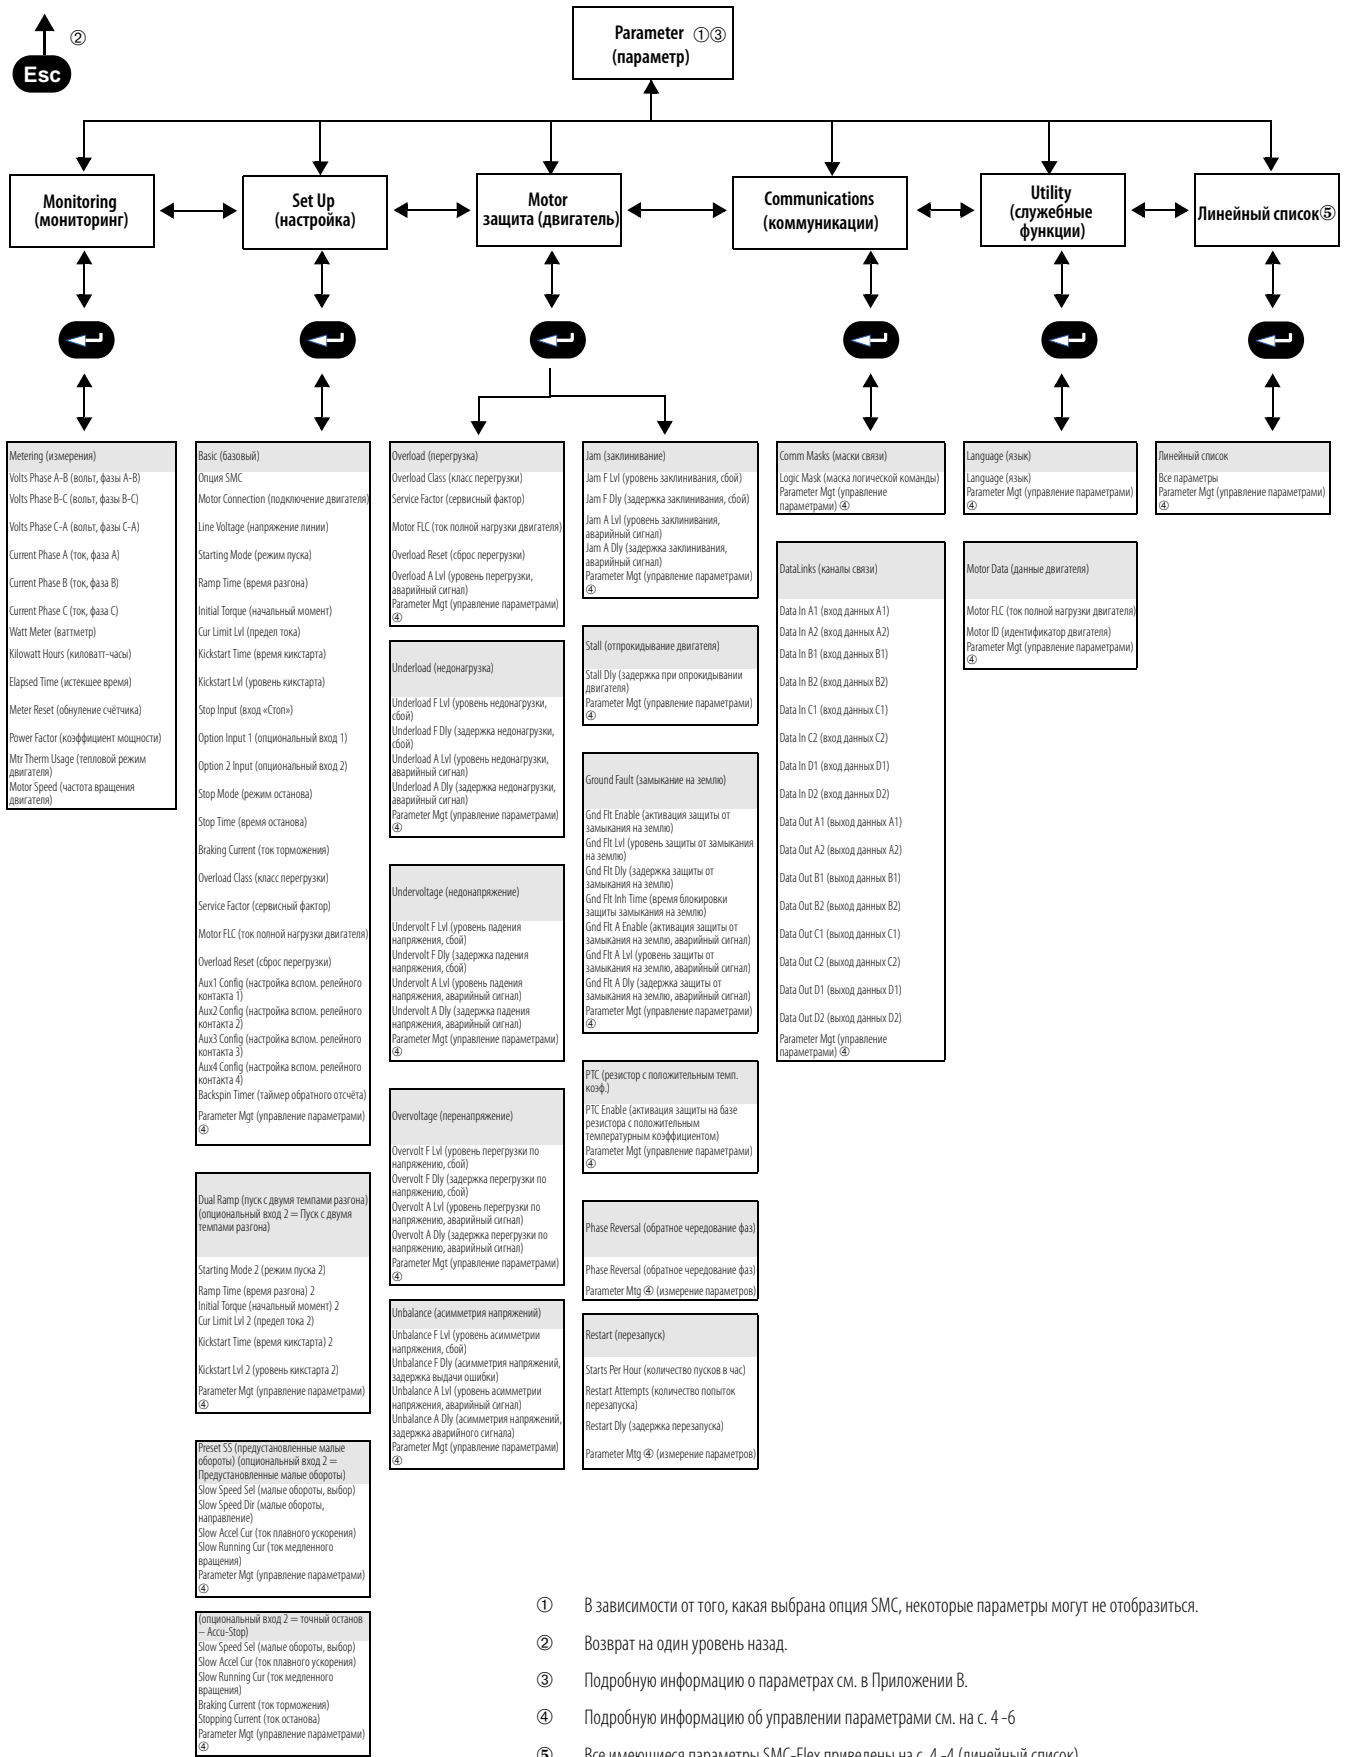 ②
Esc
Parameter ①③
(параметр)
Monitoring
(мониторинг)
Set Up
(настройка)
Motor
защита (двигатель)
Communications
(коммуникации)
Utility
(служебные
функции)
Линейный список⑤
Metering (измерения)
Volts Phase A-B (вольт, фазы A-B)
Volts Phase B-C (вольт, фазы B-C)
Volts Phase C-A (вольт, фазы C-A)
Current Phase A (ток, фаза A)
Current Phase B (ток, фаза B)
Current Phase C (ток, фаза C)
Watt Meter (ваттметр)
Kilowatt Hours (киловатт-часы)
Elapsed Time (истекшее время)
Meter Reset (обнуление счётчика)
Power Factor (коэффициент мощности)
Mtr Therm Usage (тепловой режим
двигателя)
Motor Speed (частота вращения
двигателя)
Basic (базовый)
Опция SMC
Motor Connection (подключение двигателя)
Line Voltage (напряжение линии)
Starting Mode (режим пуска)
Ramp Time (время разгона)
Initial Torque (начальный момент)
Cur Limit Lvl (предел тока)
Kickstart Time (время кикстарта)
Kickstart Lvl (уровень кикстарта)
Stop Input (вход «Стоп»)
Option Input 1 (опциональный вход 1)
Option 2 Input (опциональный вход 2)
Stop Mode (режим останова)
Stop Time (время останова)
Braking Current (ток торможения)
Overload Class (класс перегрузки)
Service Factor (сервисный фактор)
Motor FLC (ток полной нагрузки двигателя)
Overload Reset (сброс перегрузки)
Aux1 Config (настройка вспом. релейного
контакта 1)
Aux2 Config (настройка вспом. релейного
контакта 2)
Aux3 Config (настройка вспом. релейного
контакта 3)
Aux4 Config (настройка вспом. релейного
контакта 4)
Backspin Timer (таймер обратного отсчёта)
Parameter Mgt (управление параметрами)
④
Dual Ramp (пуск с двумя темпами разгона)
(опциональный вход 2 = Пуск с двумя
темпами разгона)
Starting Mode 2 (режим пуска 2)
Ramp Time (время разгона) 2
Initial Torque (начальный момент) 2
Cur Limit Lvl 2 (предел тока 2)
Kickstart Time (время кикстарта) 2
Kickstart Lvl 2 (уровень кикстарта 2)
Parameter Mgt (управление параметрами)
④
Preset SS (предустановленные малые
обороты) (опциональный вход 2 =
Предустановленные малые обороты)
Slow Speed Sel (малые обороты, выбор)
Slow Speed Dir (малые обороты,
направление)
Slow Accel Cur (ток плавного ускорения)
Slow Running Cur (ток медленного
вращения)
Parameter Mgt (управление параметрами)
④
(опциональный вход 2 = точный останов
– Accu-Stop)
Slow Speed Sel (малые обороты, выбор)
Slow Accel Cur (ток плавного ускорения)
Slow Running Cur (ток медленного
вращения)
Braking Current (ток торможения)
Stopping Current (ток останова)
Parameter Mgt (управление параметрами)
④
Overload (перегрузка)
Overload Class (класс перегрузки)
Service Factor (сервисный фактор)
Motor FLC (ток полной нагрузки двигателя)
Overload Reset (сброс перегрузки)
Overload A Lvl (уровень перегрузки,
аварийный сигнал)
Parameter Mgt (управление параметрами)
④
Underload (недонагрузка)
Underload F Lvl (уровень недонагрузки,
сбой)
Underload F Dly (задержка недонагрузки,
сбой)
Underload A Lvl (уровень недонагрузки,
аварийный сигнал)
Underload A Dly (задержка недонагрузки,
аварийный сигнал)
Parameter Mgt (управление параметрами)
④
Undervoltage (недонапряжение)
Undervolt F Lvl (уровень падения
напряжения, сбой)
Undervolt F Dly (задержка падения
напряжения, сбой)
Undervolt A Lvl (уровень падения
напряжения, аварийный сигнал)
Undervolt A Dly (задержка падения
напряжения, аварийный сигнал)
Parameter Mgt (управление параметрами)
④
Overvoltage (перенапряжение)
Overvolt F Lvl (уровень перегрузки по
напряжению, сбой)
Overvolt F Dly (задержка перегрузки по
напряжению, сбой)
Overvolt A Lvl (уровень перегрузки по
напряжению, аварийный сигнал)
Overvolt A Dly (задержка перегрузки по
напряжению, аварийный сигнал)
Parameter Mgt (управление параметрами)
④
Unbalance (асимметрия напряжений)
Unbalance F Lvl (уровень асимметрии
напряжения, сбой)
Unbalance F Dly (асимметрия напряжений,
задержка выдачи ошибки)
Unbalance A Lvl (уровень асимметрии
напряжения, аварийный сигнал)
Unbalance A Dly (асимметрия напряжений,
задержка аварийного сигнала)
Parameter Mgt (управление параметрами)
④
Jam (заклинивание)
Jam F Lvl (уровень заклинивания, сбой)
Jam F Dly (задержка заклинивания, сбой)
Jam A Lvl (уровень заклинивания,
аварийный сигнал)
Jam A Dly (задержка заклинивания,
аварийный сигнал)
Parameter Mgt (управление параметрами)
④
Stall (отпрокидывание двигателя)
Stall Dly (задержка при опрокидывании
двигателя)
Parameter Mgt (управление параметрами)
④
Ground Fault (замыкание на землю)
Gnd Flt Enable (активация защиты от
замыкания на землю)
Gnd Flt Lvl (уровень защиты от замыкания
на землю)
Gnd Flt Dly (задержка защиты от
замыкания на землю)
Gnd Flt Inh Time (время блокировки
защиты замыкания на землю)
Gnd Flt A Enable (активация защиты от
замыкания на землю, аварийный сигнал)
Gnd Flt A Lvl (уровень защиты от
замыкания на землю, аварийный сигнал)
Gnd Flt A Dly (задержка защиты от
замыкания на землю, аварийный сигнал)
Parameter Mgt (управление параметрами)
④
PTC (резистор с положительным темп.
коэф.)
PTC Enable (активация защиты на базе
резистора с положительным
температурным коэффициентом)
Parameter Mgt (управление параметрами)
④
Phase Reversal (обратное чередование фаз)
Phase Reversal (обратное чередование фаз)
Parameter Mtg ④ (измерение параметров)
Restart (перезапуск)
Starts Per Hour (количество пусков в час)
Restart Attempts (количество попыток
перезапуска)
Restart Dly (задержка перезапуска)
Parameter Mtg ④ (измерение параметров)
Comm Masks (маски связи)
Logic Mask (маска логической команды)
Parameter Mgt (управление
параметрами) ④
DataLinks (каналы связи)
Data In A1 (вход данных A1)
Data In A2 (вход данных A2)
Data In B1 (вход данных B1)
Data In B2 (вход данных B2)
Data In C1 (вход данных C1)
Data In C2 (вход данных C2)
Data In D1 (вход данных D1)
Data In D2 (вход данных D2)
Data Out A1 (выход данных A1)
Data Out A2 (выход данных A2)
Data Out B1 (выход данных B1)
Data Out B2 (выход данных B2)
Data Out C1 (выход данных C1)
Data Out C2 (выход данных C2)
Data Out D1 (выход данных D1)
Data Out D2 (выход данных D2)
Parameter Mgt (управление
параметрами) ④
Language (язык)
Language (язык)
Parameter Mgt (управление параметрами)
④
Motor Data (данные двигателя)
Motor FLC (ток полной нагрузки двигателя)
Motor ID (идентификатор двигателя)
Parameter Mgt (управление параметрами)
④
Линейный список
Все параметры
Parameter Mgt (управление параметрами)
④
① В зависимости от того, какая выбрана опция SMC, некоторые параметры могут не отобразиться.
② Возврат на один уровень назад.
③ Подробную информацию о параметрах см. в Приложении B.
④ Подробную информацию об управлении параметрами см. на с. 4 -6
⑤ Все имеющиеся параметры SMC-Flex приведены на с. 4 -4 (линейный список)